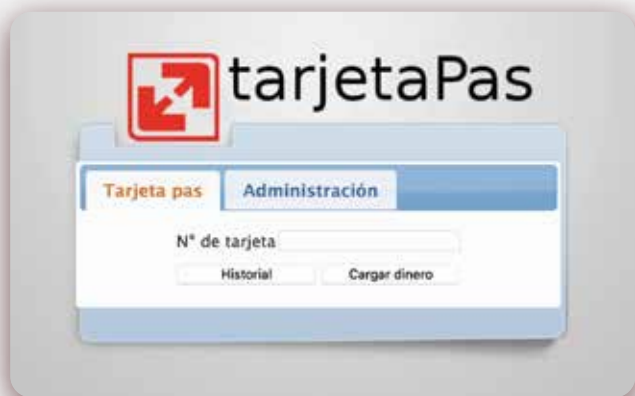 tarjetaPas
Tarjeta pas Administración
N° de tarjeta
Historial Cargar dinero